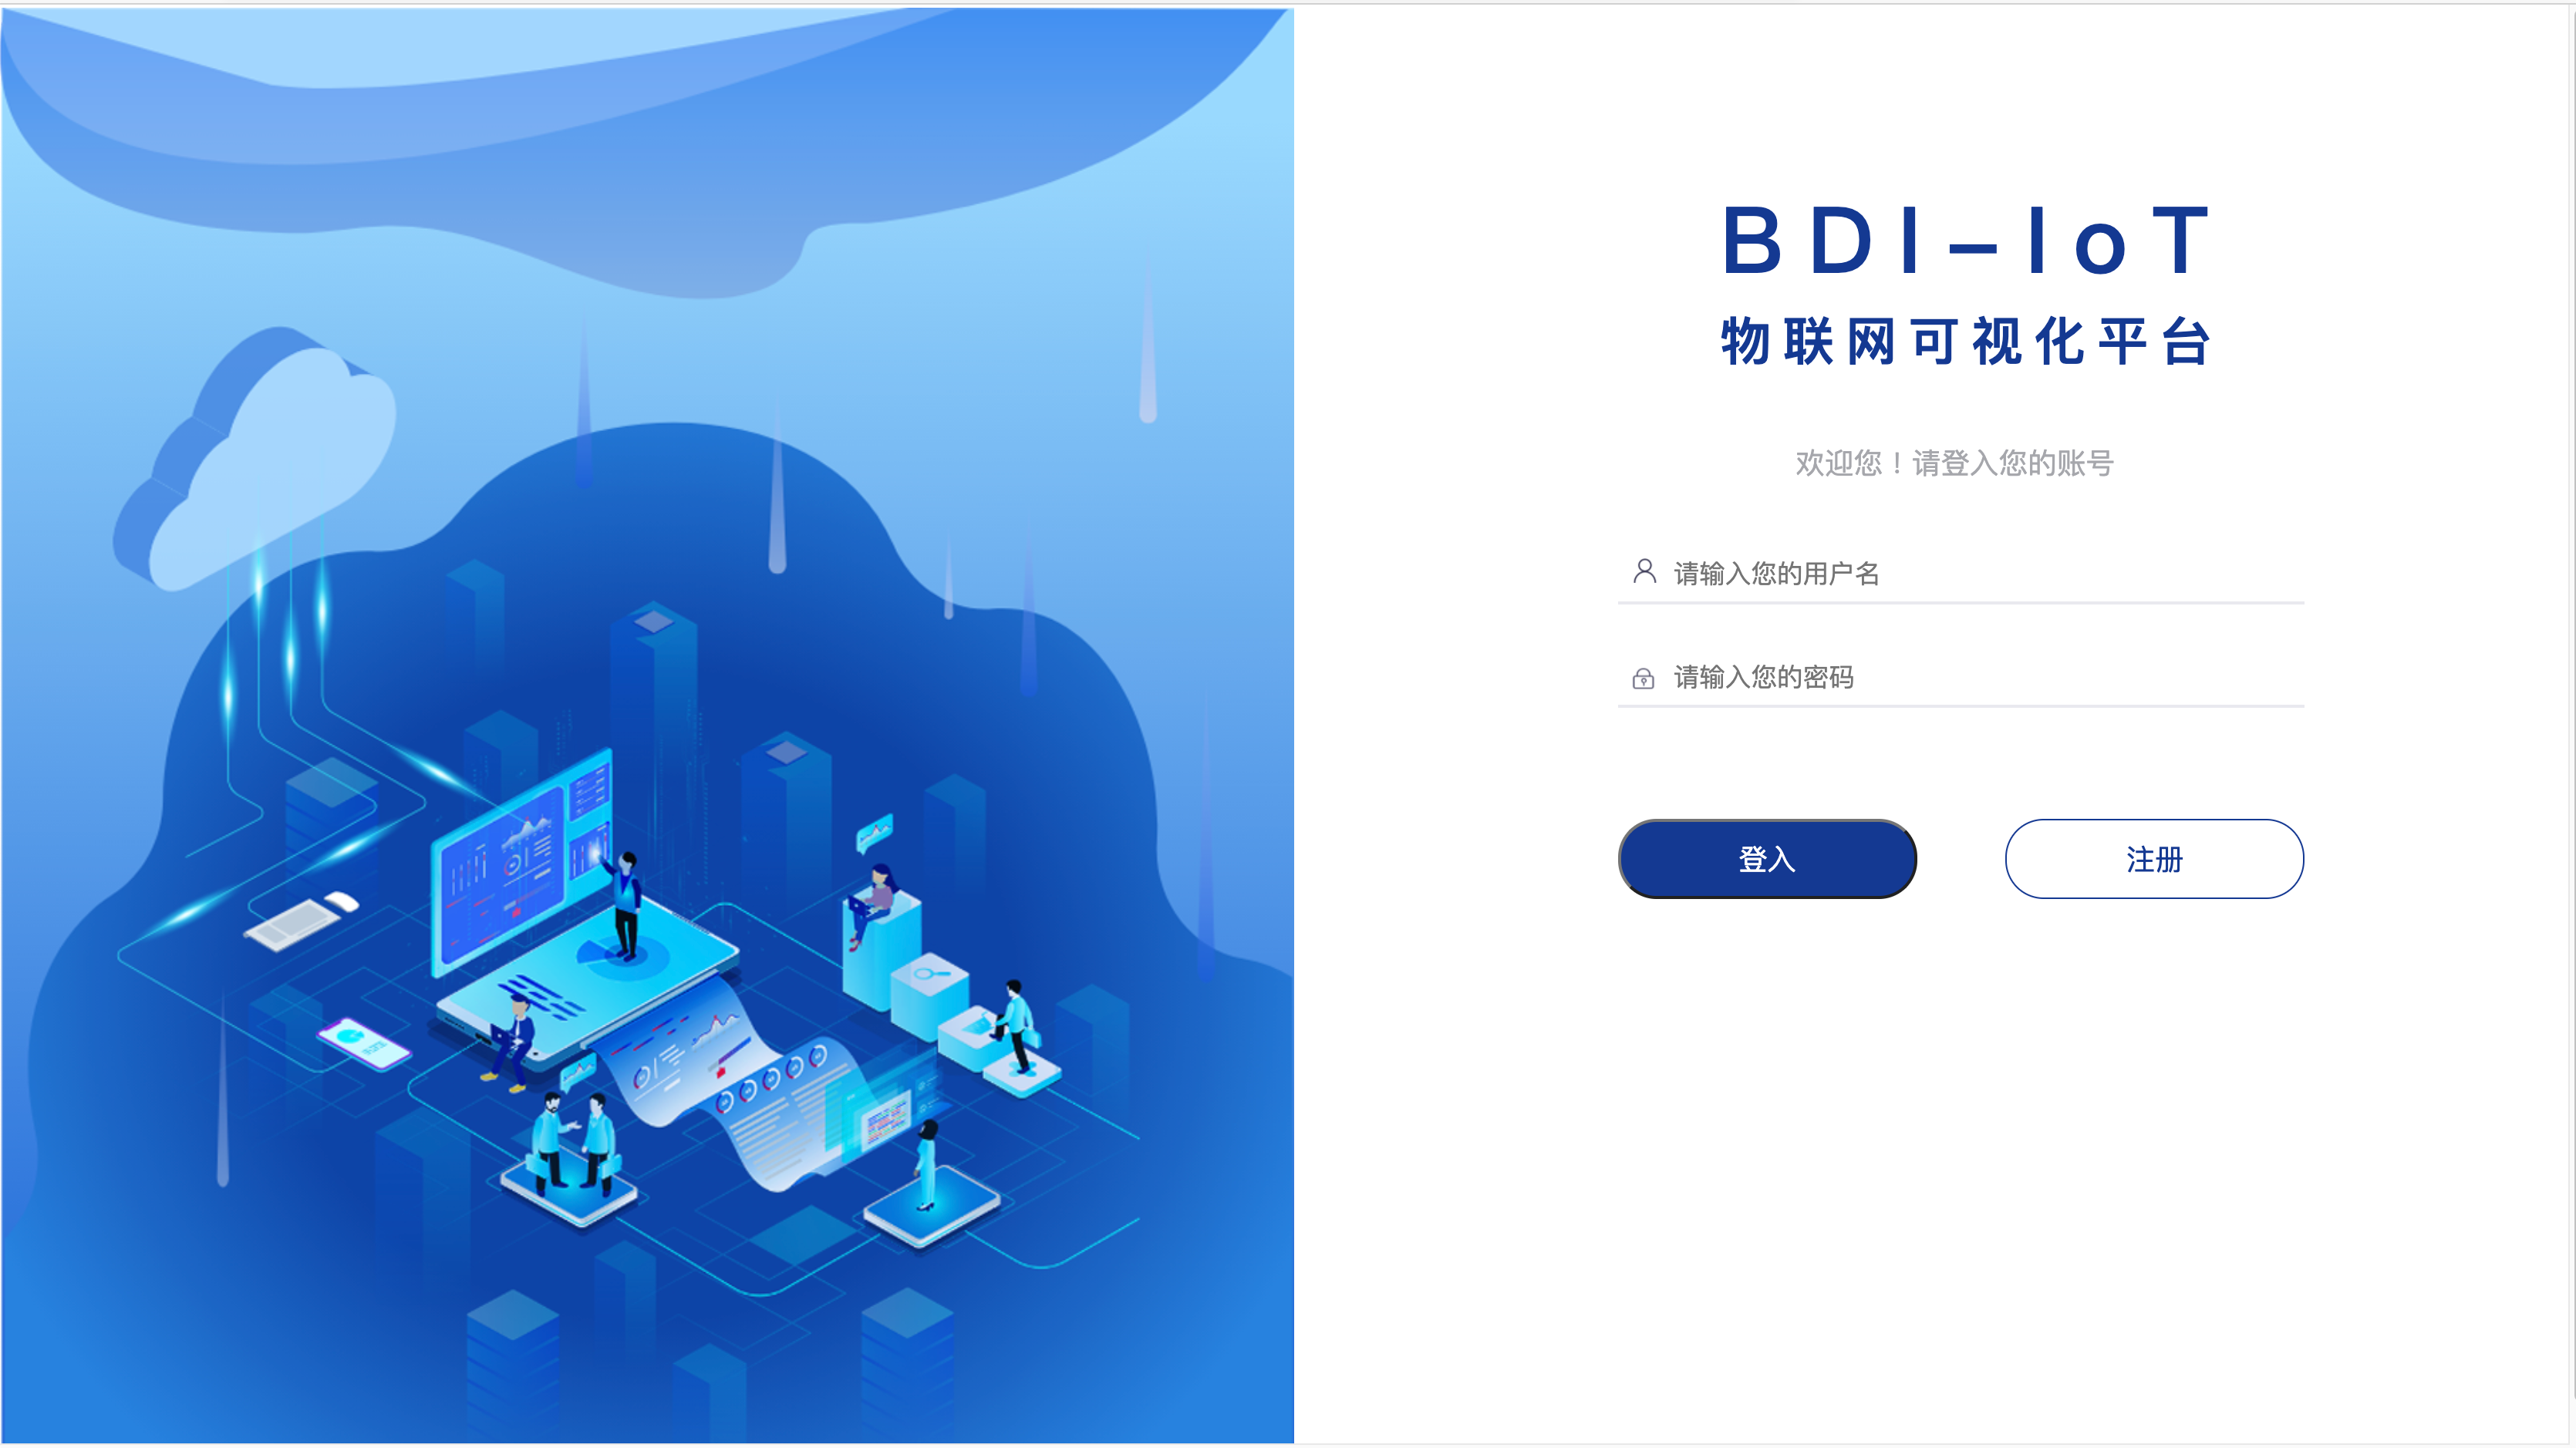 BDI-IoT
物联网可视化平台
欢迎您！请登入您的账号
请输入您的用户名
请输入您的密码
登入
注册